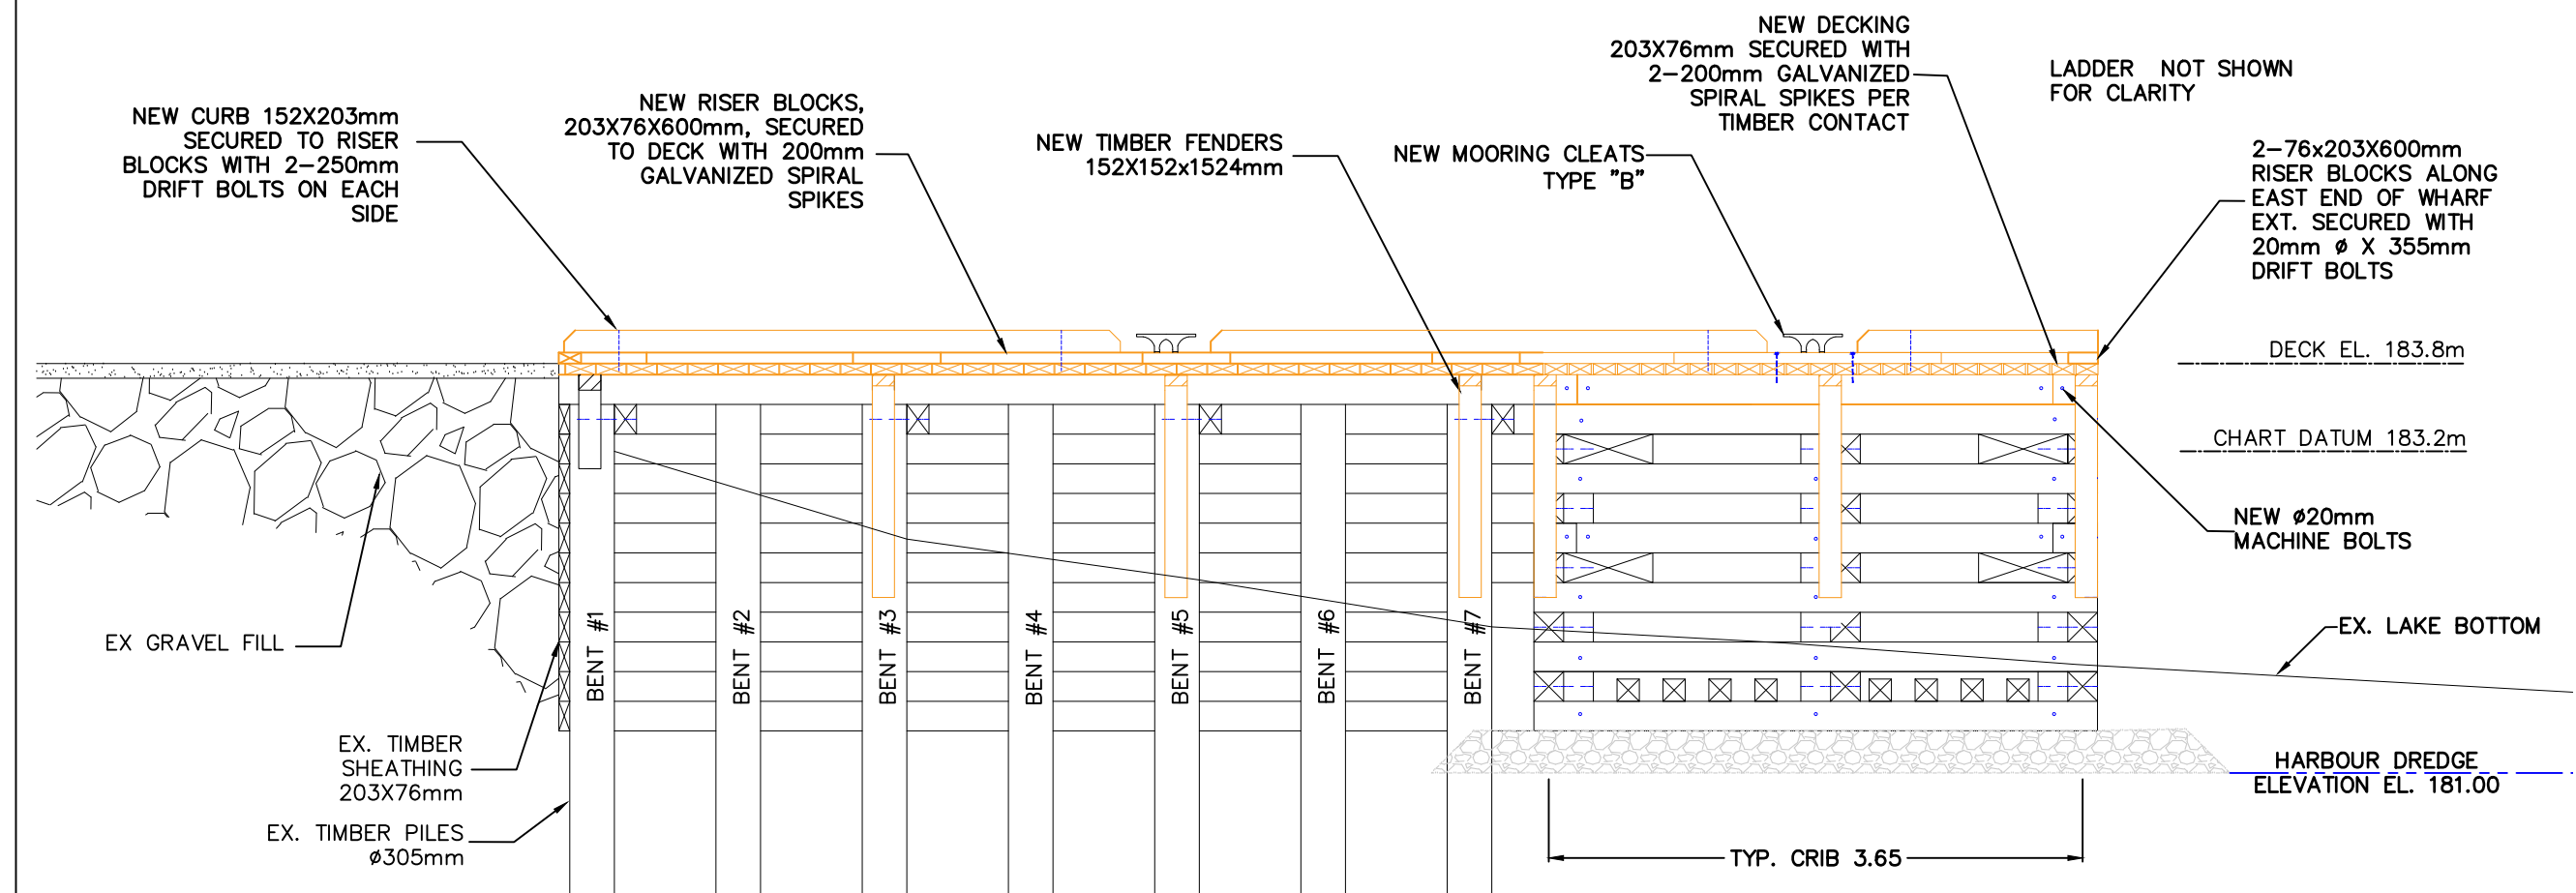 NEW CURB 152X203mm
SECURED TO RISER
BLOCKS WITH 2-250mm
DRIFT BOLTS ON EACH
SIDE
NEW RISER BLOCKS,
203X76X600mm, SECURED
TO DECK WITH 200mm
GALVANIZED SPIRAL
SPIKES
NEW TIMBER FENDERS
152X152x1524mm
NEW MOORING CLEATS
TYPE "B"
NEW DECKING
203X76mm SECURED WITH
2-200mm GALVANIZED
SPIRAL SPIKES PER
TIMBER CONTACT
LADDER NOT SHOWN
FOR CLARITY
2-76x203X600mm
RISER BLOCKS ALONG
EAST END OF WHARF
EXT. SECURED WITH
20mm ø X 355mm
DRIFT BOLTS
DECK EL. 183.8m
CHART DATUM 183.2m
NEW ø20mm
MACHINE BOLTS
EX. LAKE BOTTOM
HARBOUR DREDGE
ELEVATION EL. 181.00
TYP. CRIB 3.65
EX GRAVEL FILL
EX. TIMBER
SHEATHING
203X76mm
EX. TIMBER PILES
ø305mm
BENT #1
BENT #2
BENT #3
BENT #4
BENT #5
BENT #6
BENT #7